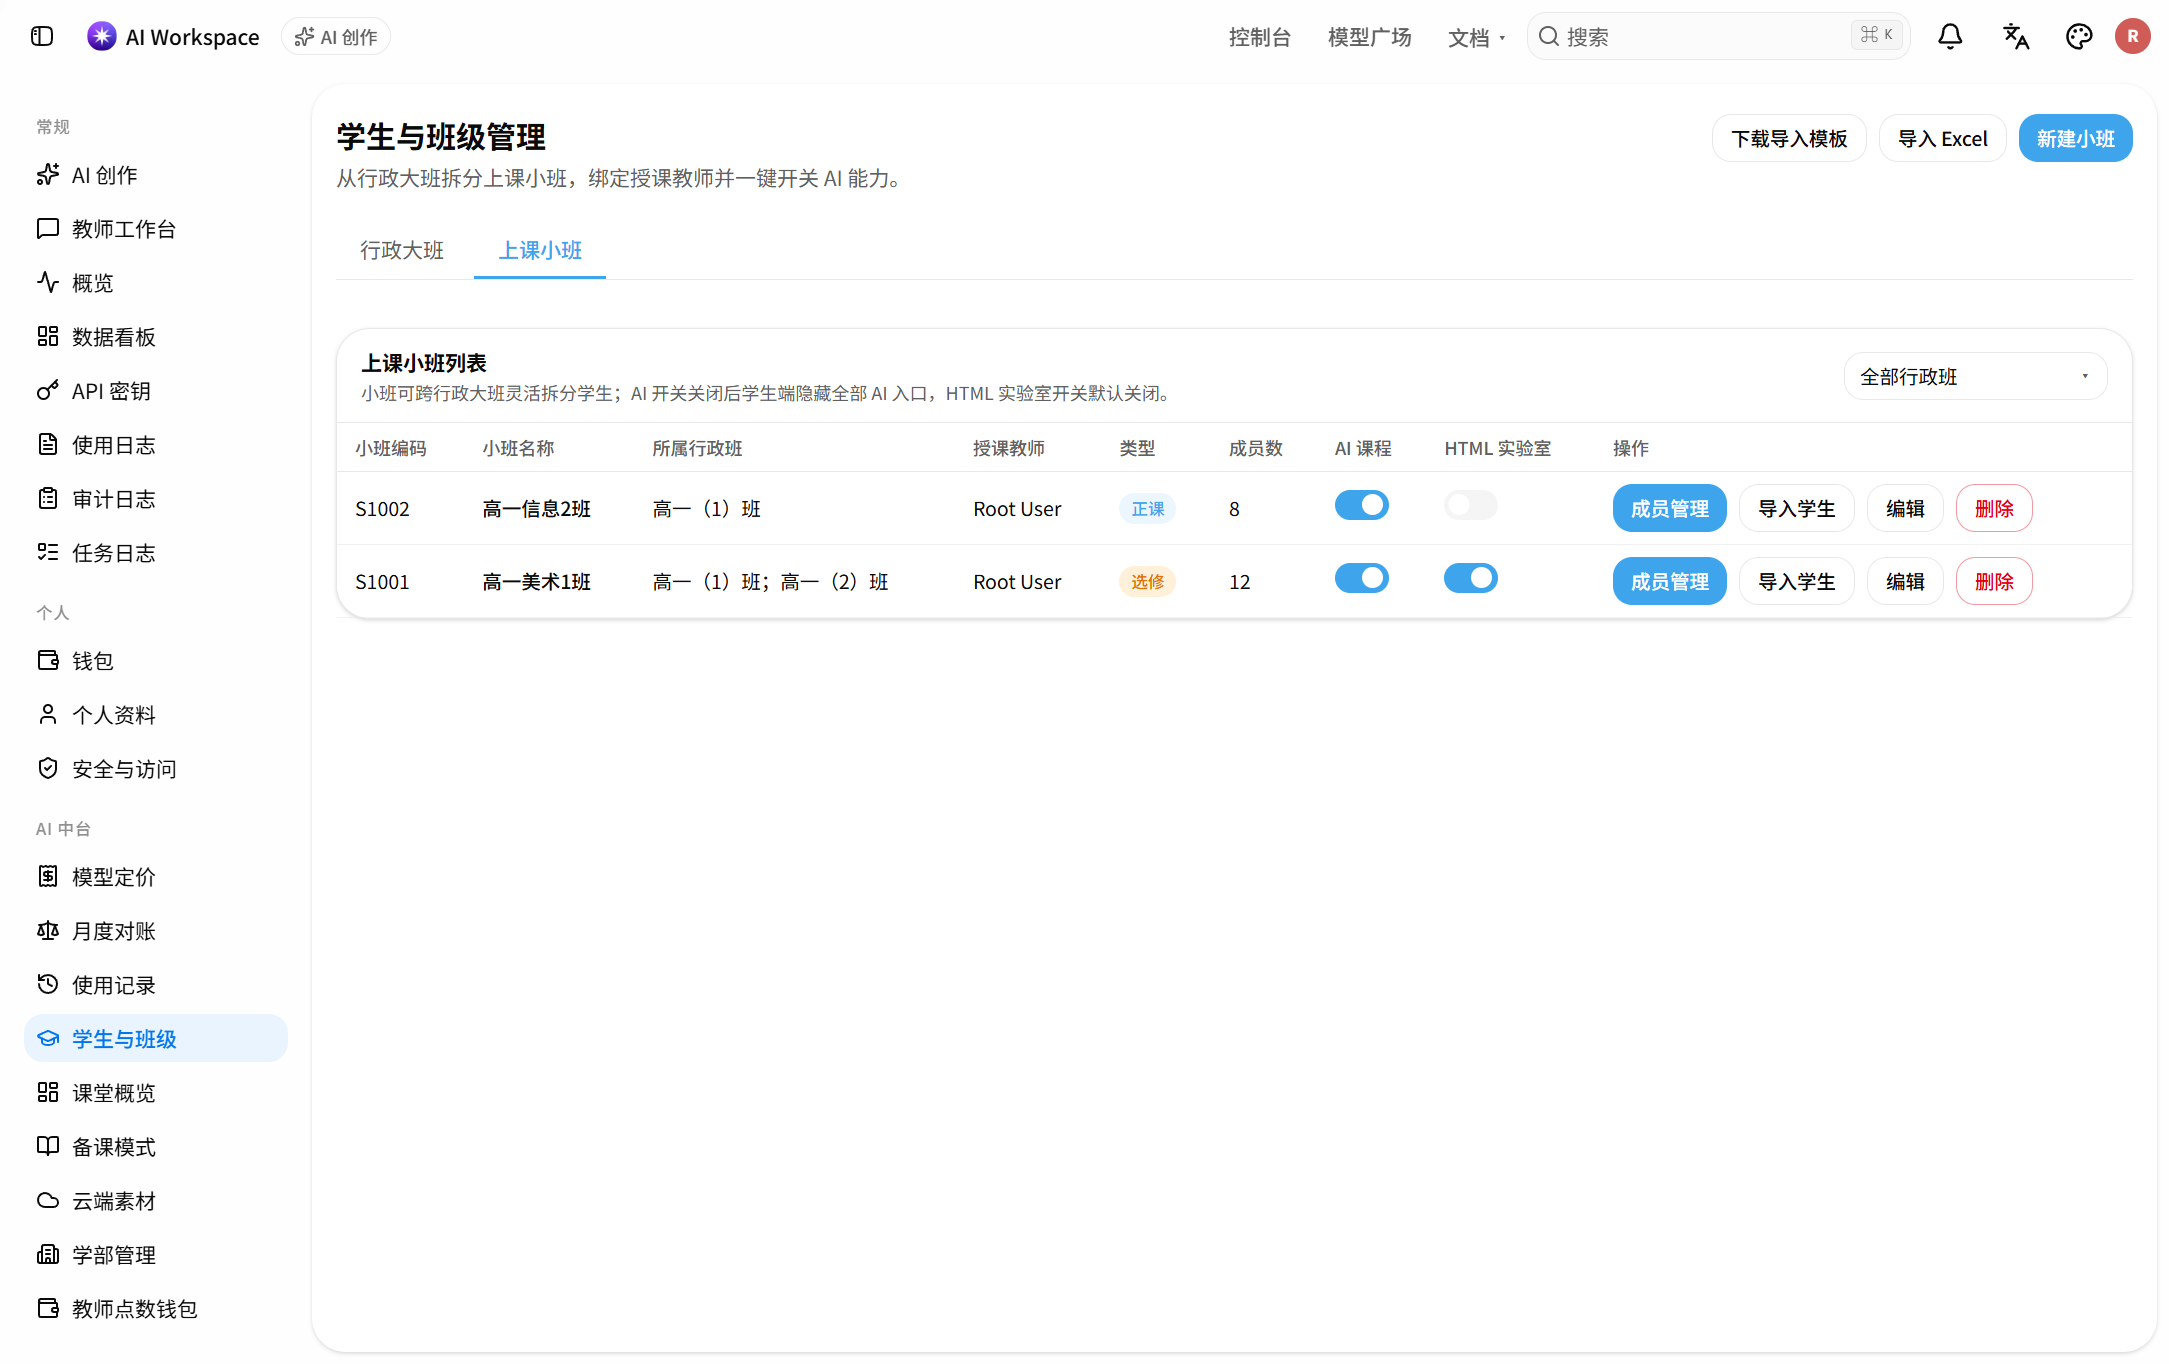 AI Workspace
AI 创作
控制台
模型广场
文档
搜索
⌘ K
R
常规
AI 创作
教师工作台
概览
数据看板
API 密钥
使用日志
审计日志
任务日志
个人
钱包
个人资料
安全与访问
AI 中台
模型定价
月度对账
使用记录
学生与班级
课堂概览
备课模式
云端素材
学部管理
教师点数钱包
学生与班级管理
从行政大班拆分上课小班，绑定授课教师并一键开关 AI 能力。
下载导入模板
导入 Excel
新建小班
行政大班
上课小班
上课小班列表
小班可跨行政大班灵活拆分学生；AI 开关关闭后学生端隐藏全部 AI 入口，HTML 实验室开关默认关闭。
全部行政班
小班编码 小班名称 所属行政班 授课教师 类型 成员数 AI 课程 HTML 实验室 操作
S1002 高一信息2班 高一（1）班 Root User 正课 8 成员管理 导入学生 编辑 删除
S1001 高一美术1班 高一（1）班；高一（2）班 Root User 选修 12 成员管理 导入学生 编辑 删除